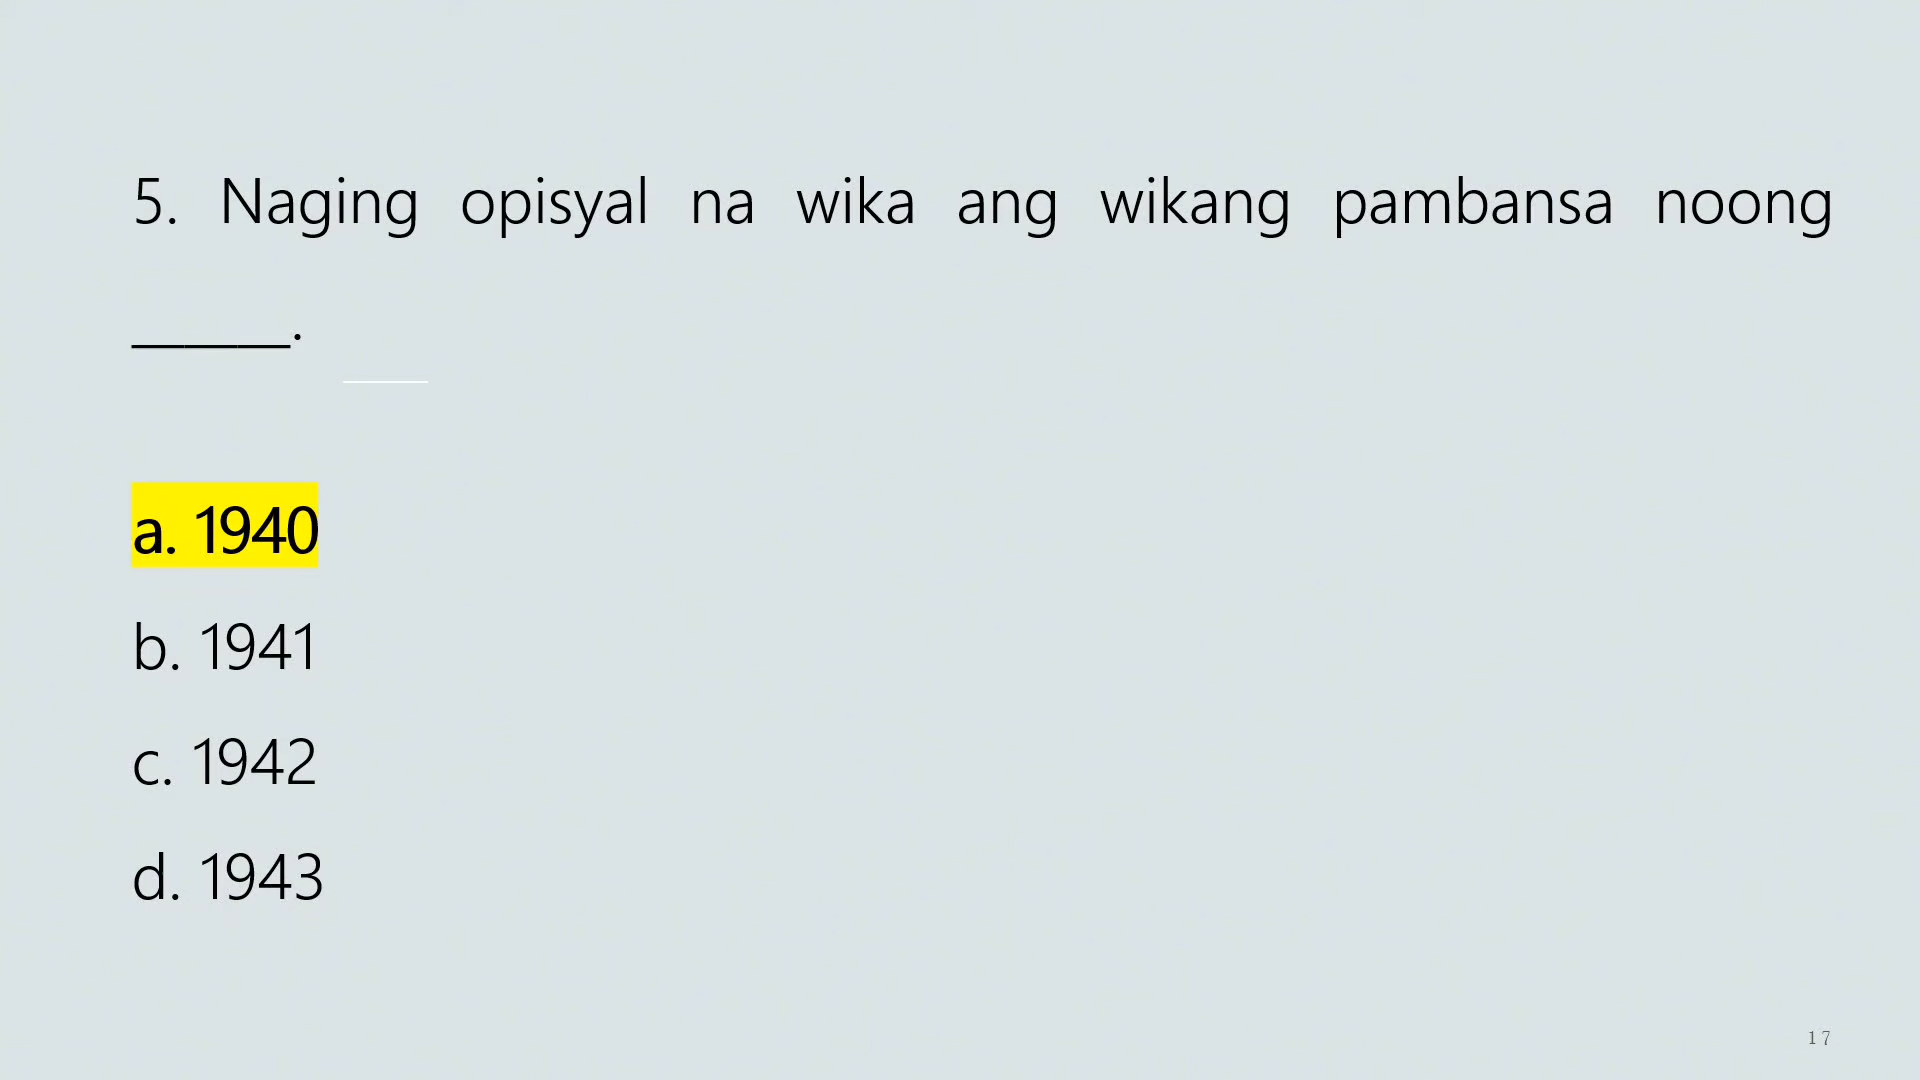 5. Naging opisyal na wika ang wikang pambansa noong
______.
a. 1940
b. 1941
c. 1942
d. 1943
17